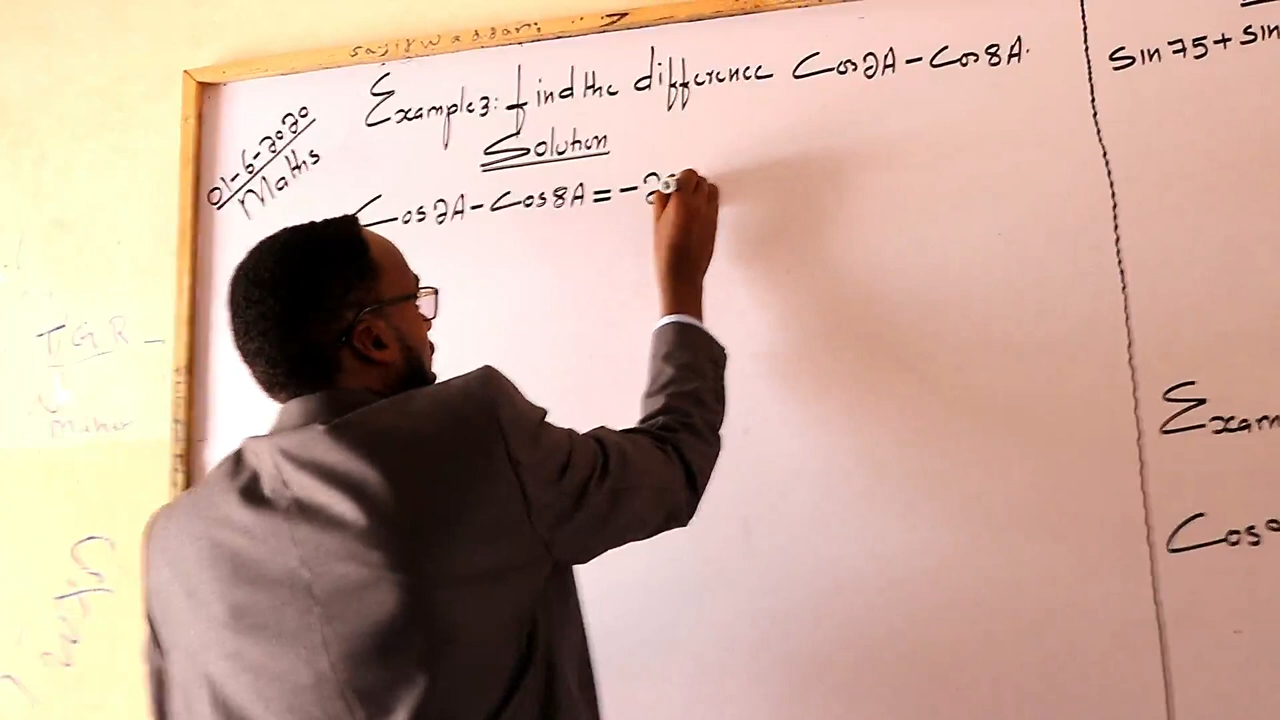 01-6-2020
Maths
Example3: find the difference Cos2A-Cos8A.
Solution
Cos2A-Cos8A=-2
Sin75+Sin
Exam
Cos
TGR